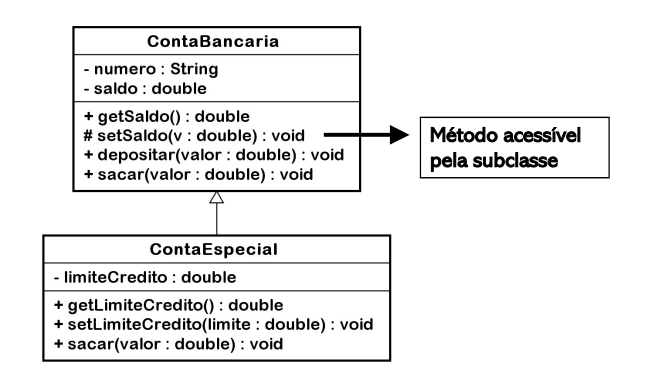 ContaBancaria
- numero : String
- saldo : double
+ getSaldo() : double
# setSaldo(v : double) : void
+ depositar(valor : double) : void
+ sacar(valor : double) : void
Método acessível
pela subclasse
ContaEspecial
- limiteCredito : double
+ getLimiteCredito() : double
+ setLimiteCredito(limite : double) : void
+ sacar(valor : double) : void